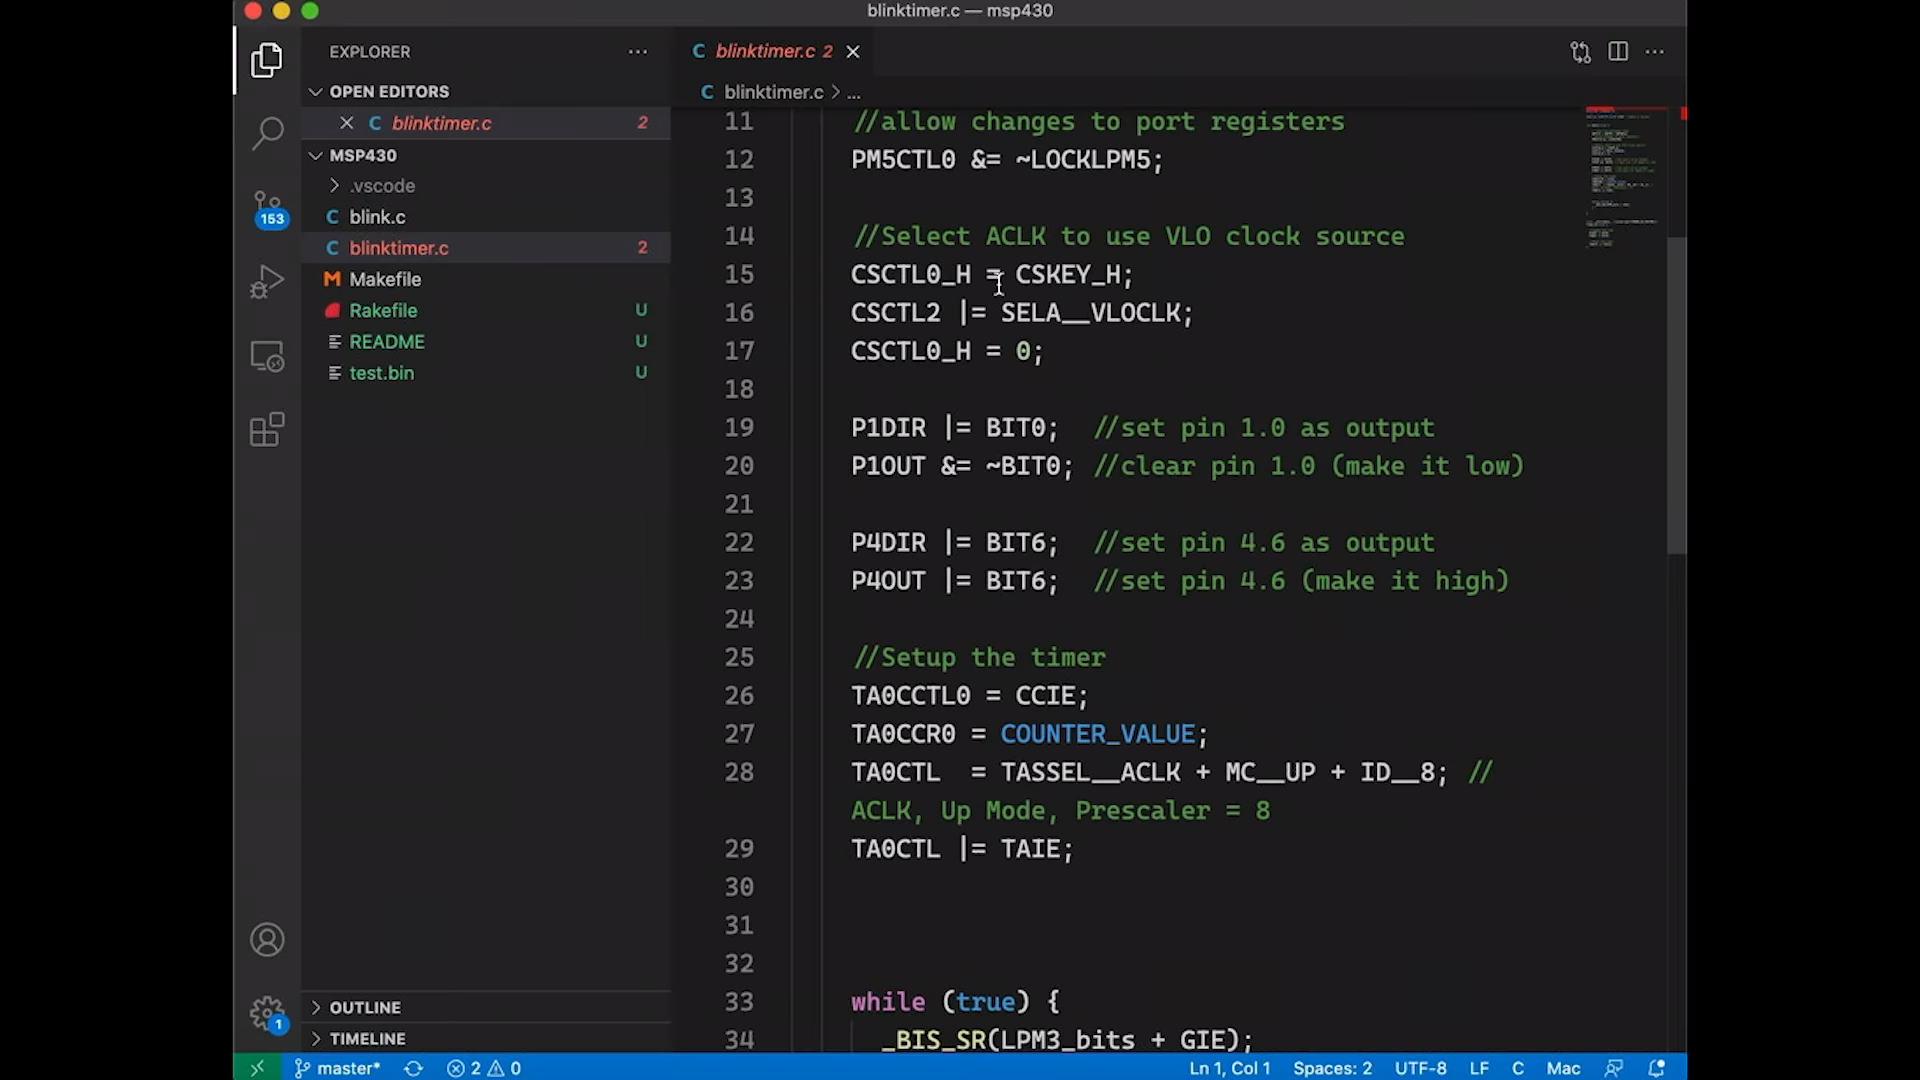 blinktimer.c — msp430
EXPLORER
OPEN EDITORS
blinktimer.c 2
MSP430
.vscode
blink.c
blinktimer.c 2
Makefile
Rakefile U
README U
test.bin U
153
1
OUTLINE
TIMELINE
blinktimer.c 2
blinktimer.c > ...
11 //allow changes to port registers
12 PM5CTL0 &= ~LOCKLPM5;
13
14 //Select ACLK to use VLO clock source
15 CSCTL0_H = CSKEY_H;
16 CSCTL2 |= SELA__VLOCLK;
17 CSCTL0_H = 0;
18
19 P1DIR |= BIT0; //set pin 1.0 as output
20 P1OUT &= ~BIT0; //clear pin 1.0 (make it low)
21
22 P4DIR |= BIT6; //set pin 4.6 as output
23 P4OUT |= BIT6; //set pin 4.6 (make it high)
24
25 //Setup the timer
26 TA0CCTL0 = CCIE;
27 TA0CCR0 = COUNTER_VALUE;
28 TA0CTL = TASSEL__ACLK + MC__UP + ID__8; //
ACLK, Up Mode, Prescaler = 8
29 TA0CTL |= TAIE;
30
31
32
33 while (true) {
34 _BIS_SR(LPM3_bits + GIE);
master* 2 0 Ln 1, Col 1 Spaces: 2 UTF-8 LF C Mac